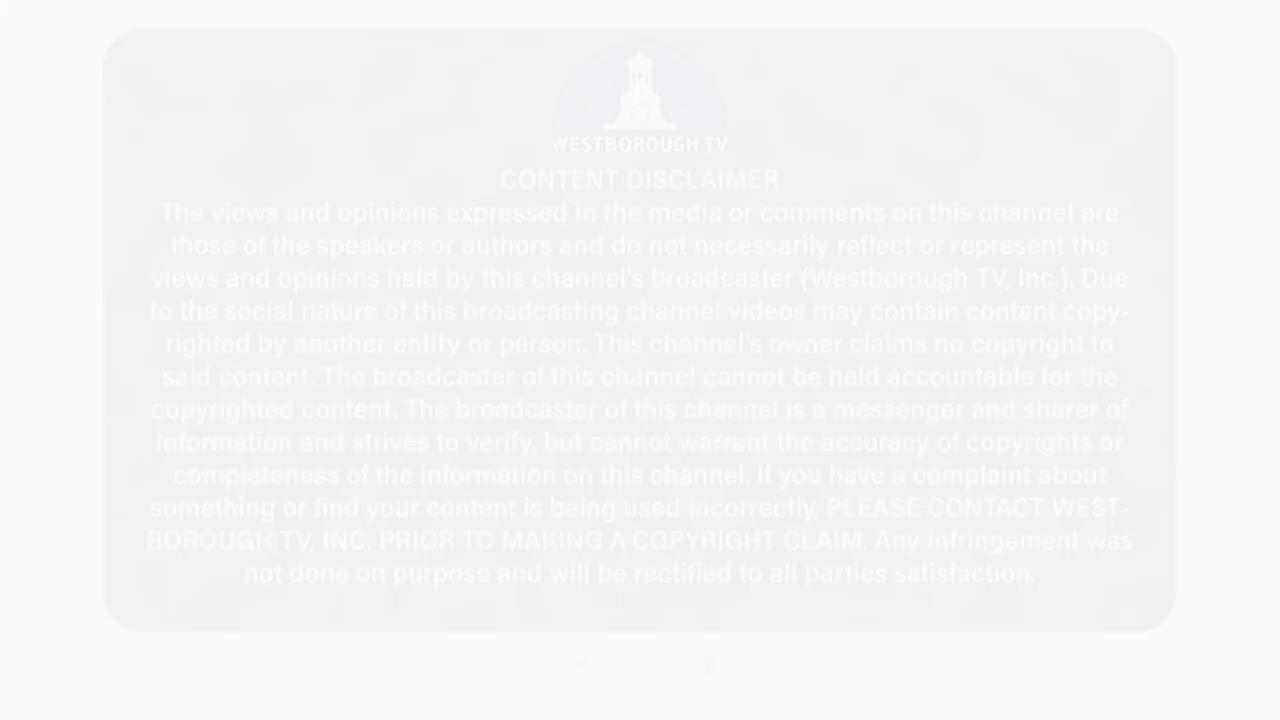 WESTBOROUGH TV
CONTENT DISCLAIMER
The views and opinions expressed in the media or comments on this channel are
those of the speakers or authors and do not necessarily reflect or represent the
views and opinions held by this channel's broadcaster (Westborough TV, Inc.). Due
to the social nature of this broadcasting channel videos may contain content copy-
righted by another entity or person. This channel's owner claims no copyright to
said content. The broadcaster of this channel cannot be held accountable for the
copyrighted content. The broadcaster of this channel is a messenger and sharer of
information and strives to verify, but cannot warrant the accuracy of copyrights or
completeness of the information on this channel. If you have a complaint about
something or find your content is being used incorrectly, PLEASE CONTACT WEST-
BOROUGH TV, INC. PRIOR TO MAKING A COPYRIGHT CLAIM. Any infringement was
not done on purpose and will be rectified to all parties satisfaction.